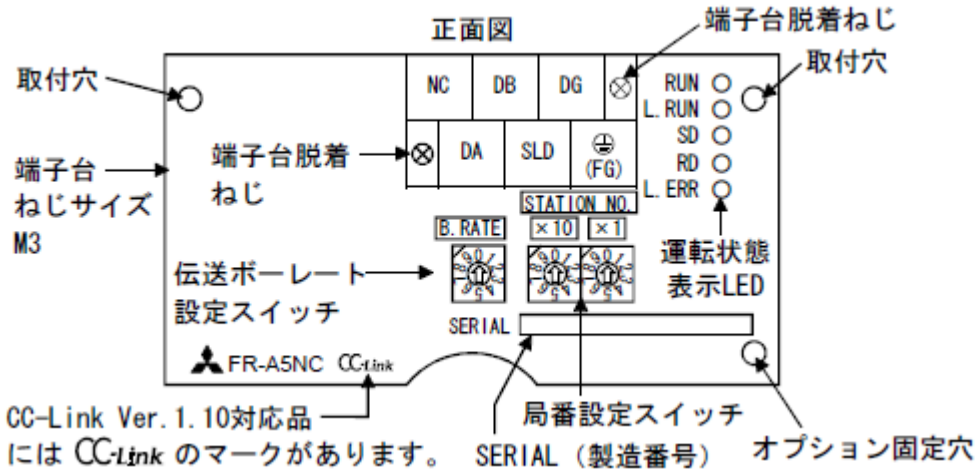 正面図
端子台脱着ねじ
取付穴
取付穴
NC DB DG
RUN
L.RUN
SD
RD
L.ERR
端子台脱着
ねじ
DA SLD
(FG)
端子台
ねじサイズ
M3
STATION NO.
B.RATE ×10 ×1
運転状態
表示LED
伝送ボーレート
設定スイッチ
SERIAL
FR-A5NC CC-Link
CC-Link Ver.1.10対応品
には CC-Link のマークがあります。
局番設定スイッチ
SERIAL (製造番号)
オプション固定穴